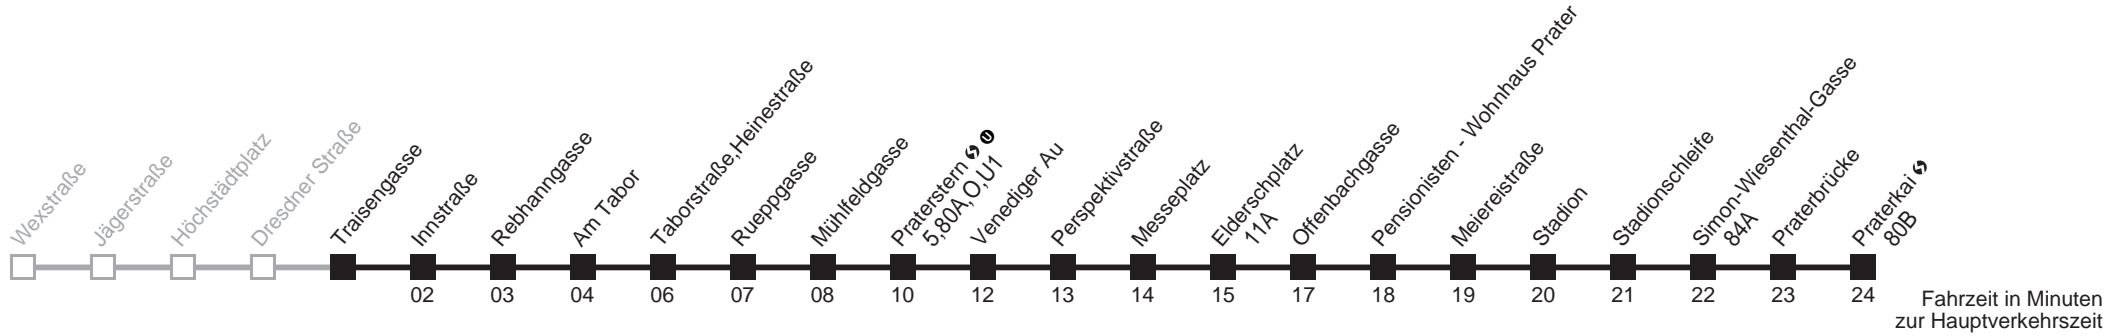 Wexstraße
Jägerstraße
Höchstädtplatz
Dresdner Straße
Traisengasse
Innstraße
Rebhanngasse
Am Tabor
Taborstraße,Heinestraße
Rueppgasse
Mühlfeldgasse
Praterstern S U
5,80A,O,U1
Venediger Au
Perspektivstraße
Messeplatz
Elderschplatz
11A
Offenbachgasse
Pensionisten - Wohnhaus Prater
Meiereistraße
Stadion
Stadionschleife
Simon-Wiesenthal-Gasse
84A
Praterbrücke
Praterkai S
80B
02 03 04 06 07 08 10 12 13 14 15 17 18 19 20 21 22 23 24
Fahrzeit in Minuten
zur Hauptverkehrszeit